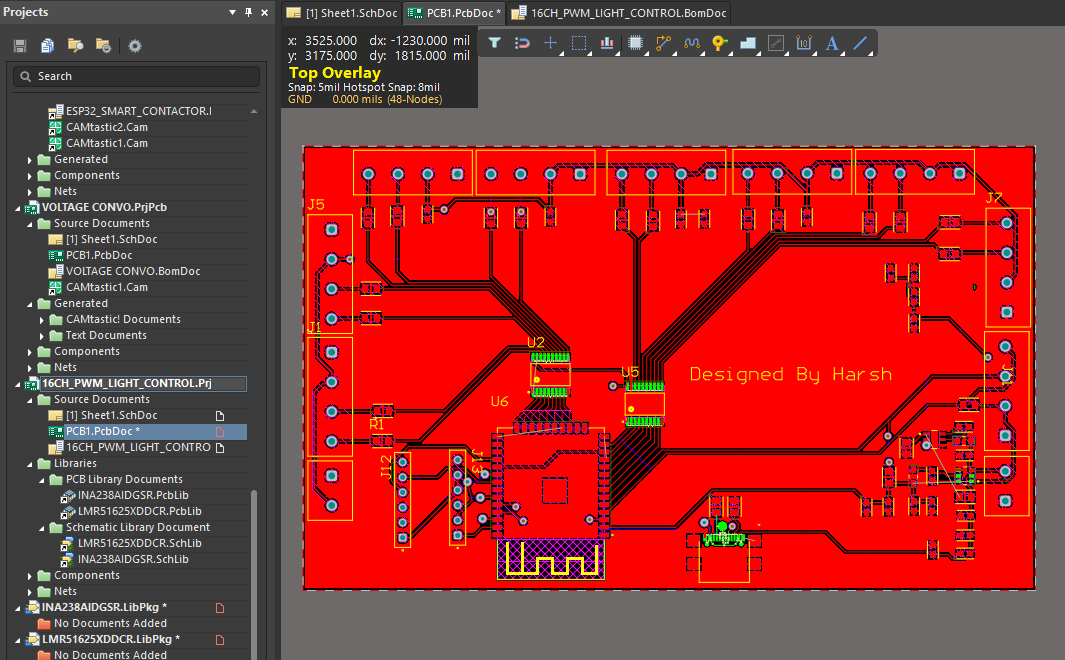 Projects
[1] Sheet1.SchDoc
PCB1.PcbDoc *
16CH_PWM_LIGHT_CONTROL.BomDoc
x: 3525.000 dx: -1230.000 mil
y: 3175.000 dy: 1815.000 mil
Top Overlay
Snap: 5mil Hotspot Snap: 8mil
GND 0.000 mils (48-Nodes)
Search
ESP32_SMART_CONTACTOR.I
CAMtastic2.Cam
CAMtastic1.Cam
Generated
Components
Nets
VOLTAGE CONVO.PrjPcb
Source Documents
[1] Sheet1.SchDoc
PCB1.PcbDoc
VOLTAGE CONVO.BomDoc
CAMtastic1.Cam
Generated
CAMtastic! Documents
Text Documents
Components
Nets
16CH_PWM_LIGHT_CONTROL.Prj
Source Documents
[1] Sheet1.SchDoc
PCB1.PcbDoc *
16CH_PWM_LIGHT_CONTRO
Libraries
PCB Library Documents
INA238AIDGSR.PcbLib
LMR51625XDDCR.PcbLib
Schematic Library Document
LMR51625XDDCR.SchLib
INA238AIDGSR.SchLib
Components
Nets
INA238AIDGSR.LibPkg *
No Documents Added
LMR51625XDDCR.LibPkg *
No Documents Added
J5
J7
J1
U2
U5
Designed By Harsh
U6
R1
J12
J13